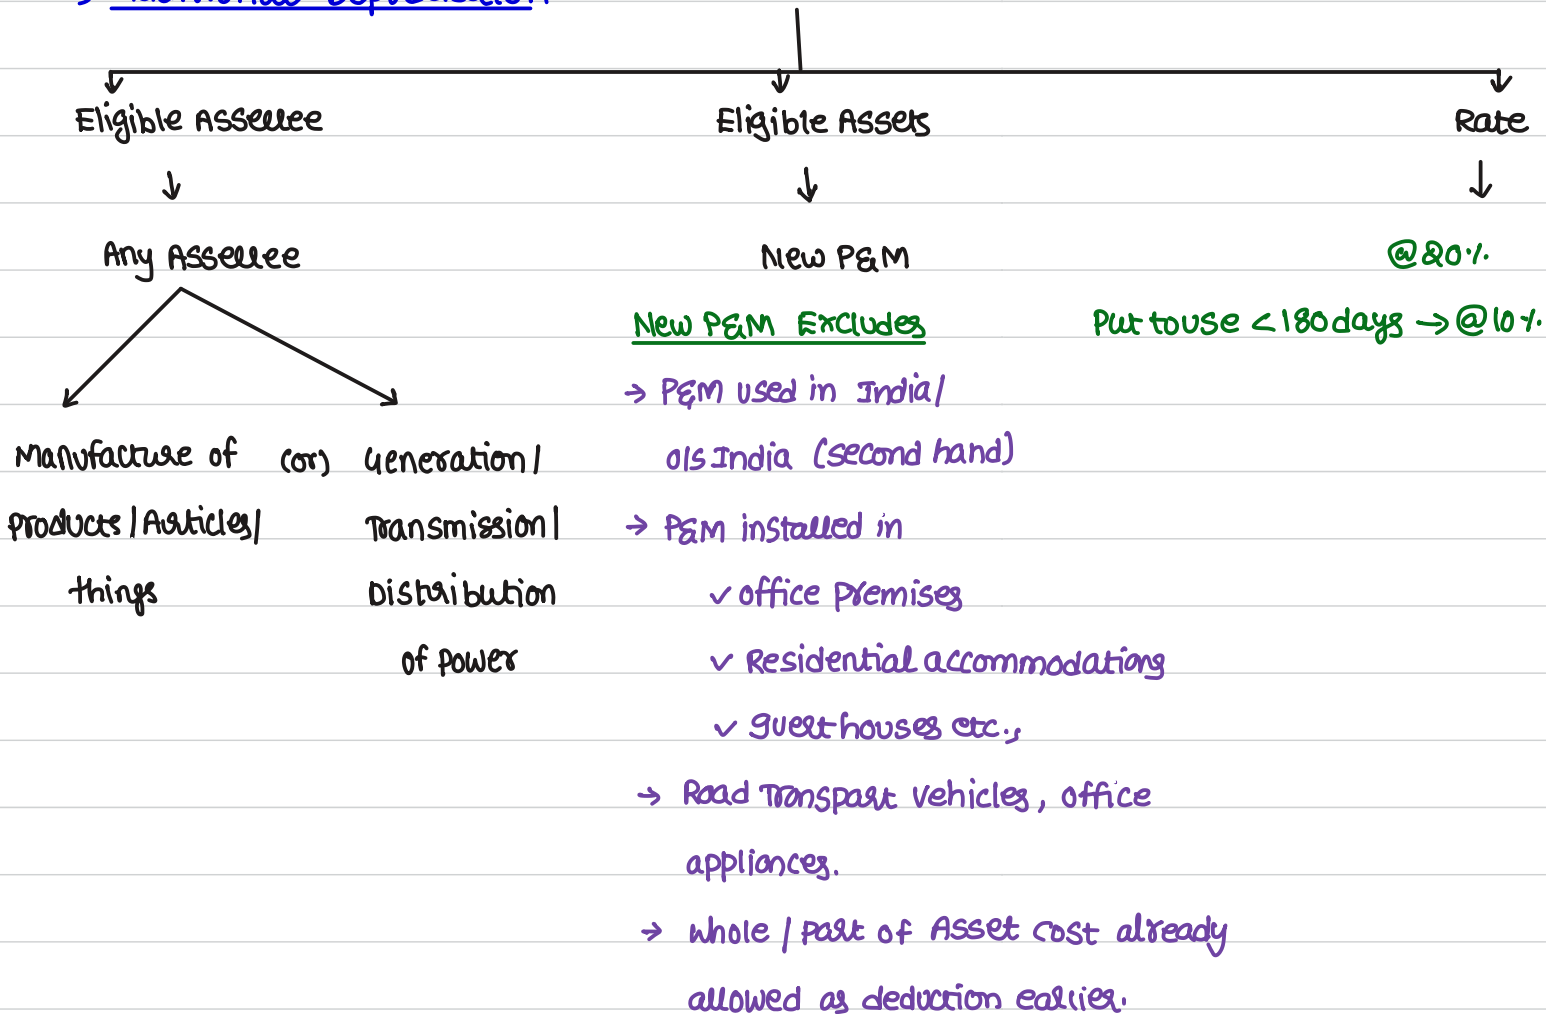 Additional Depreciation
Eligible Assessee
Eligible Assets
Rate
Any Assessee
New P&M
@20%
New P&M Excludes
Put to use < 180 days → @10%
→ P&M used in India/
o/s India (second hand)
Manufacture of (or) Generation/
Products/Articles/ Transmission/
things Distribution
of power
→ P&M installed in
✓ office premises
✓ Residential accommodations
✓ guest houses etc.,
→ Road Transport vehicles, office
appliances.
→ whole / part of Asset cost already
allowed as deduction earlier.